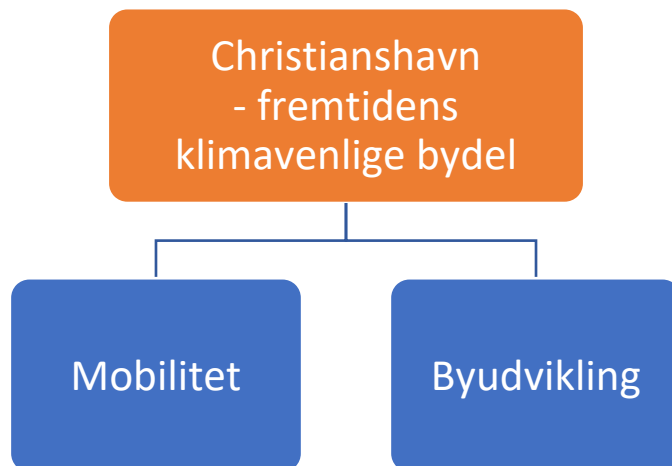 Christianshavn
- fremtidens
klimavenlige bydel
Mobilitet
Byudvikling